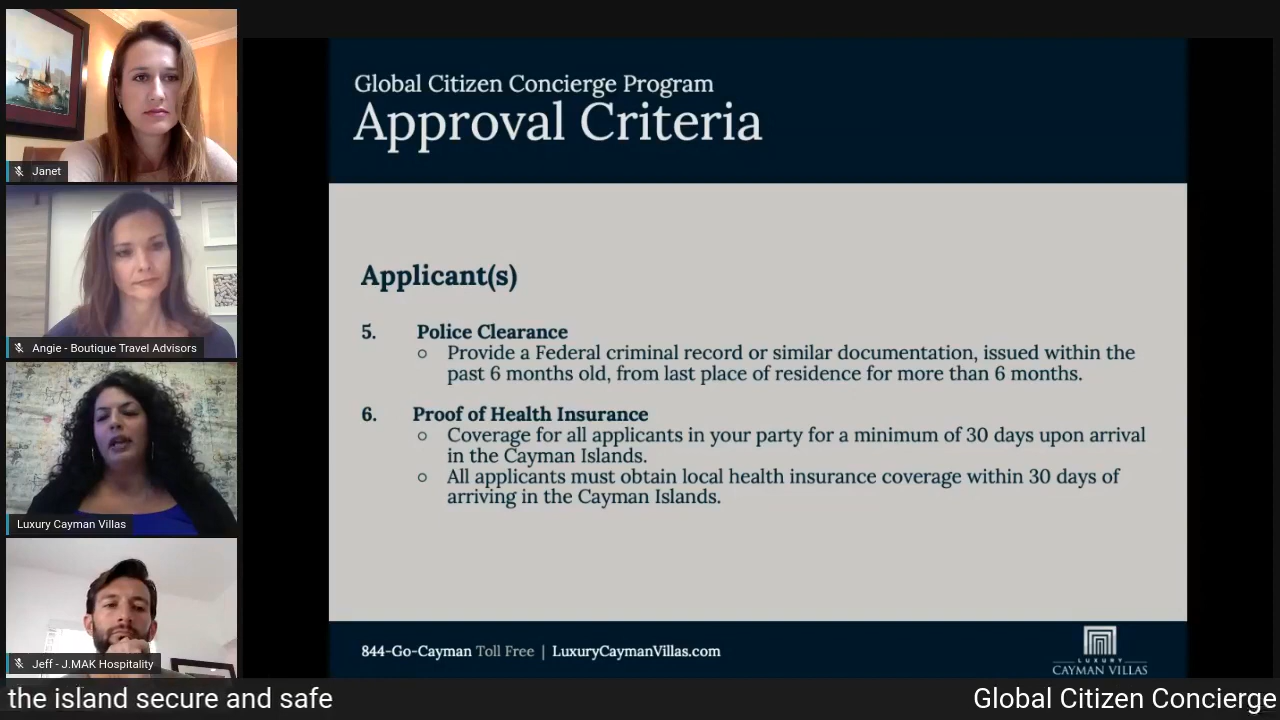 Janet
Angie - Boutique Travel Advisors
Luxury Cayman Villas
Jeff - J.MAK Hospitality
Global Citizen Concierge Program
Approval Criteria
Applicant(s)
5. Police Clearance
○ Provide a Federal criminal record or similar documentation, issued within the
past 6 months old, from last place of residence for more than 6 months.
6. Proof of Health Insurance
○ Coverage for all applicants in your party for a minimum of 30 days upon arrival
in the Cayman Islands.
○ All applicants must obtain local health insurance coverage within 30 days of
arriving in the Cayman Islands.
844-Go-Cayman Toll Free | LuxuryCaymanVillas.com
LUXURY
CAYMAN VILLAS
the island secure and safe
Global Citizen Concierge